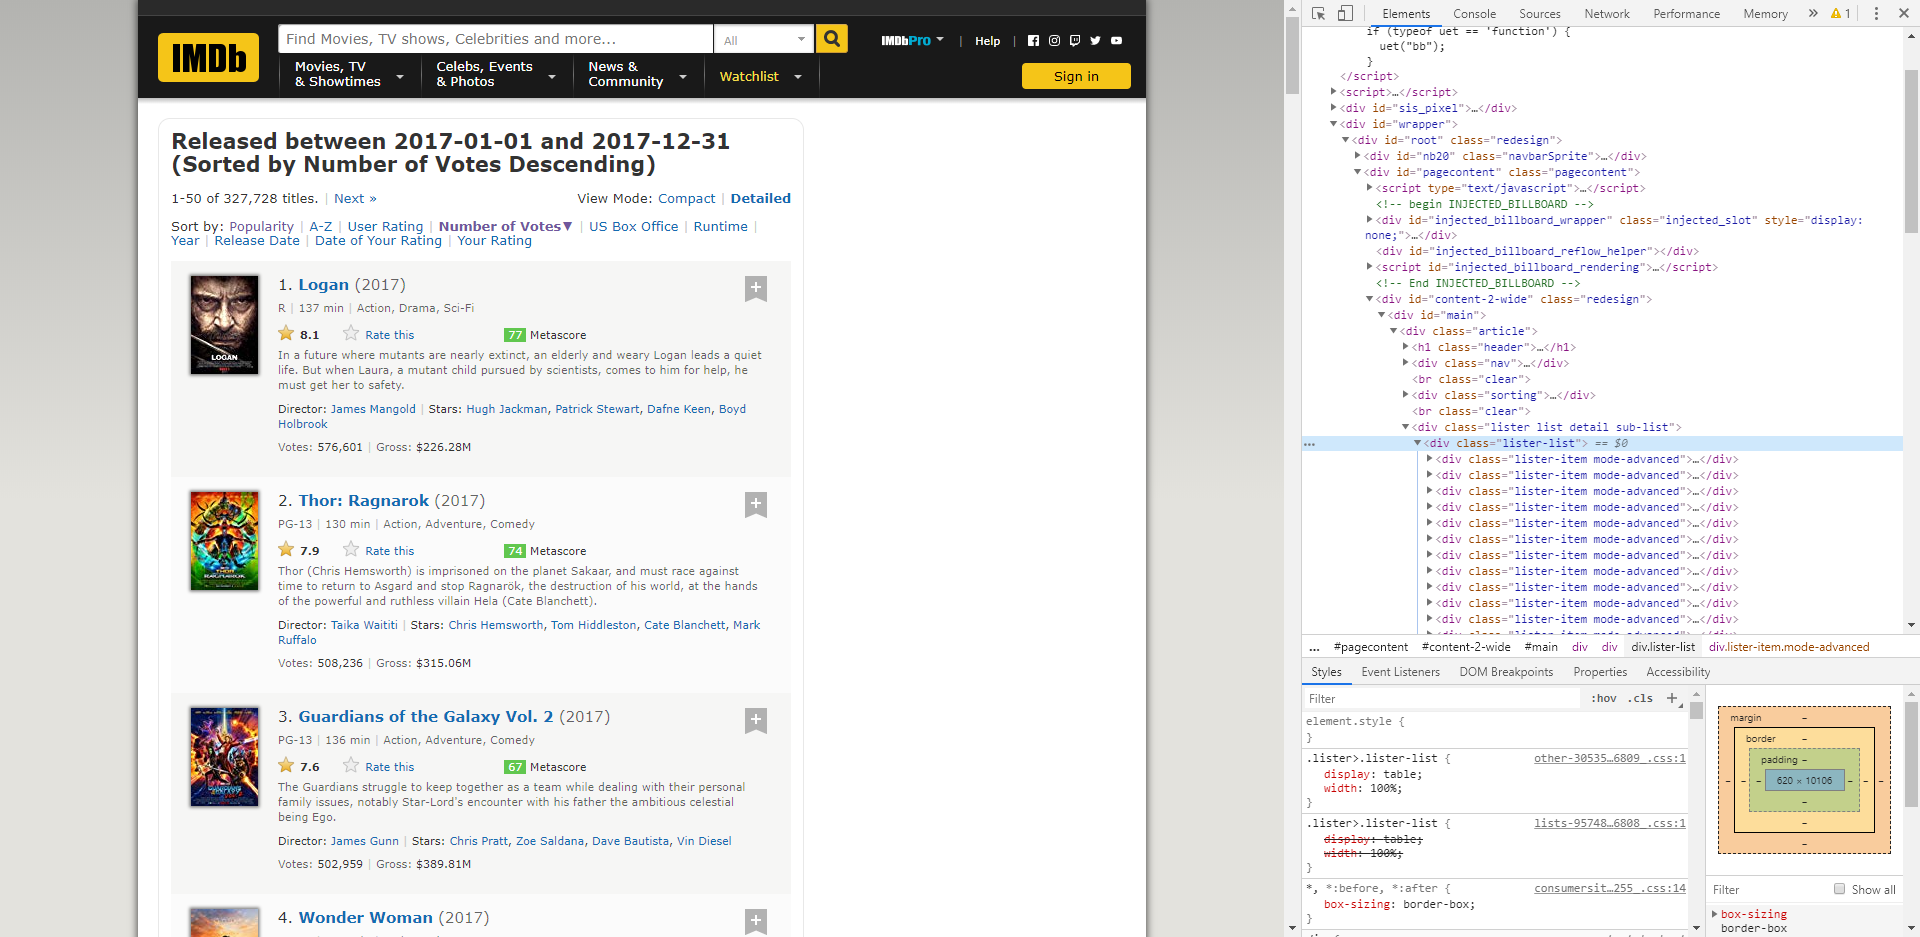 IMDb
Find Movies, TV shows, Celebrities and more...
All
IMDbPro | Help |
Movies, TV
& Showtimes
Celebs, Events
& Photos
News &
Community
Watchlist
Sign in
Released between 2017-01-01 and 2017-12-31
(Sorted by Number of Votes Descending)
1-50 of 327,728 titles. | Next »
View Mode: Compact | Detailed
Sort by: Popularity | A-Z | User Rating | Number of Votes▼ | US Box Office | Runtime |
Year | Release Date | Date of Your Rating | Your Rating
LOGAN
1. Logan (2017)
R | 137 min | Action, Drama, Sci-Fi
8.1 Rate this 77 Metascore
In a future where mutants are nearly extinct, an elderly and weary Logan leads a quiet
life. But when Laura, a mutant child pursued by scientists, comes to him for help, he
must get her to safety.
Director: James Mangold | Stars: Hugh Jackman, Patrick Stewart, Dafne Keen, Boyd
Holbrook
Votes: 576,601 | Gross: $226.28M
THOR
RAGNAROK
2. Thor: Ragnarok (2017)
PG-13 | 130 min | Action, Adventure, Comedy
7.9 Rate this 74 Metascore
Thor (Chris Hemsworth) is imprisoned on the planet Sakaar, and must race against
time to return to Asgard and stop Ragnarök, the destruction of his world, at the hands
of the powerful and ruthless villain Hela (Cate Blanchett).
Director: Taika Waititi | Stars: Chris Hemsworth, Tom Hiddleston, Cate Blanchett, Mark
Ruffalo
Votes: 508,236 | Gross: $315.06M
3. Guardians of the Galaxy Vol. 2 (2017)
PG-13 | 136 min | Action, Adventure, Comedy
7.6 Rate this 67 Metascore
The Guardians struggle to keep together as a team while dealing with their personal
family issues, notably Star-Lord's encounter with his father the ambitious celestial
being Ego.
Director: James Gunn | Stars: Chris Pratt, Zoe Saldana, Dave Bautista, Vin Diesel
Votes: 502,959 | Gross: $389.81M
4. Wonder Woman (2017)
Elements Console Sources Network Performance Memory » 1
if (typeof uet == 'function') {
uet("bb");
}
</script>
<script>…</script>
<div id="sis_pixel">…</div>
<div id="wrapper">
<div id="root" class="redesign">
<div id="nb20" class="navbarSprite">…</div>
<div id="pagecontent" class="pagecontent">
<script type="text/javascript">…</script>
<!-- begin INJECTED_BILLBOARD -->
<div id="injected_billboard_wrapper" class="injected_slot" style="display:
none;">…</div>
<div id="injected_billboard_reflow_helper"></div>
<script id="injected_billboard_rendering">…</script>
<!-- End INJECTED_BILLBOARD -->
<div id="content-2-wide" class="redesign">
<div id="main">
<div class="article">
<h1 class="header">…</h1>
<div class="nav">…</div>
<br class="clear">
<div class="sorting">…</div>
<br class="clear">
<div class="lister list detail sub-list">
... <div class="lister-list"> == $0
<div class="lister-item mode-advanced">…</div>
<div class="lister-item mode-advanced">…</div>
<div class="lister-item mode-advanced">…</div>
<div class="lister-item mode-advanced">…</div>
<div class="lister-item mode-advanced">…</div>
<div class="lister-item mode-advanced">…</div>
<div class="lister-item mode-advanced">…</div>
<div class="lister-item mode-advanced">…</div>
<div class="lister-item mode-advanced">…</div>
<div class="lister-item mode-advanced">…</div>
<div class="lister-item mode-advanced">…</div>
<div class="lister-item mode-advanced">…</div>
... #pagecontent #content-2-wide #main div div div.lister-list div.lister-item.mode-advanced
Styles Event Listeners DOM Breakpoints Properties Accessibility
Filter :hov .cls +
element.style {
}
.lister>.lister-list { other-30535…6809_.css:1
display: table;
width: 100%;
}
.lister>.lister-list { lists-95748…6808_.css:1
display: table;
width: 100%;
}
*, *:before, *:after { consumersit…255_.css:14
box-sizing: border-box;
}
margin –
border –
padding –
– – – 620 × 10106 – – –
–
–
–
Filter Show all
box-sizing
border-box